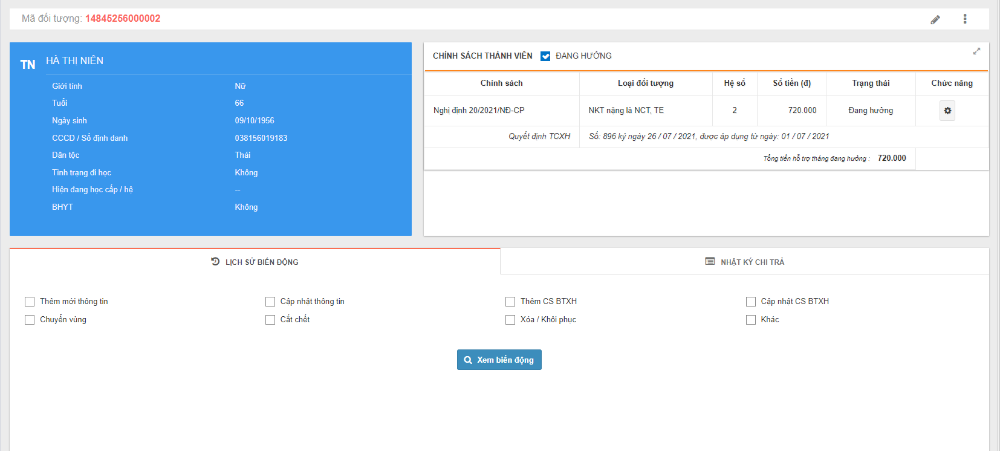 Mã đối tượng: 14845256000002
TN HÀ THỊ NIÊN
Giới tính Nữ
Tuổi 66
Ngày sinh 09/10/1956
CCCD / Số định danh 038156019183
Dân tộc Thái
Tình trạng đi học Không
Hiện đang học cấp / hệ --
BHYT Không
CHÍNH SÁCH THÀNH VIÊN ĐANG HƯỞNG
Chính sách Loại đối tượng Hệ số Số tiền (đ) Trạng thái Chức năng
Nghị định 20/2021/NĐ-CP NKT nặng là NCT, TE 2 720.000 Đang hưởng
Quyết định TCXH Số: 896 ký ngày 26 / 07 / 2021, được áp dụng từ ngày: 01 / 07 / 2021
Tổng tiền hỗ trợ tháng đang hưởng : 720.000
LỊCH SỬ BIẾN ĐỘNG NHẬT KÝ CHI TRẢ
Thêm mới thông tin Cập nhật thông tin Thêm CS BTXH Cập nhật CS BTXH
Chuyển vùng Cắt chết Xóa / Khôi phục Khác
Xem biến động